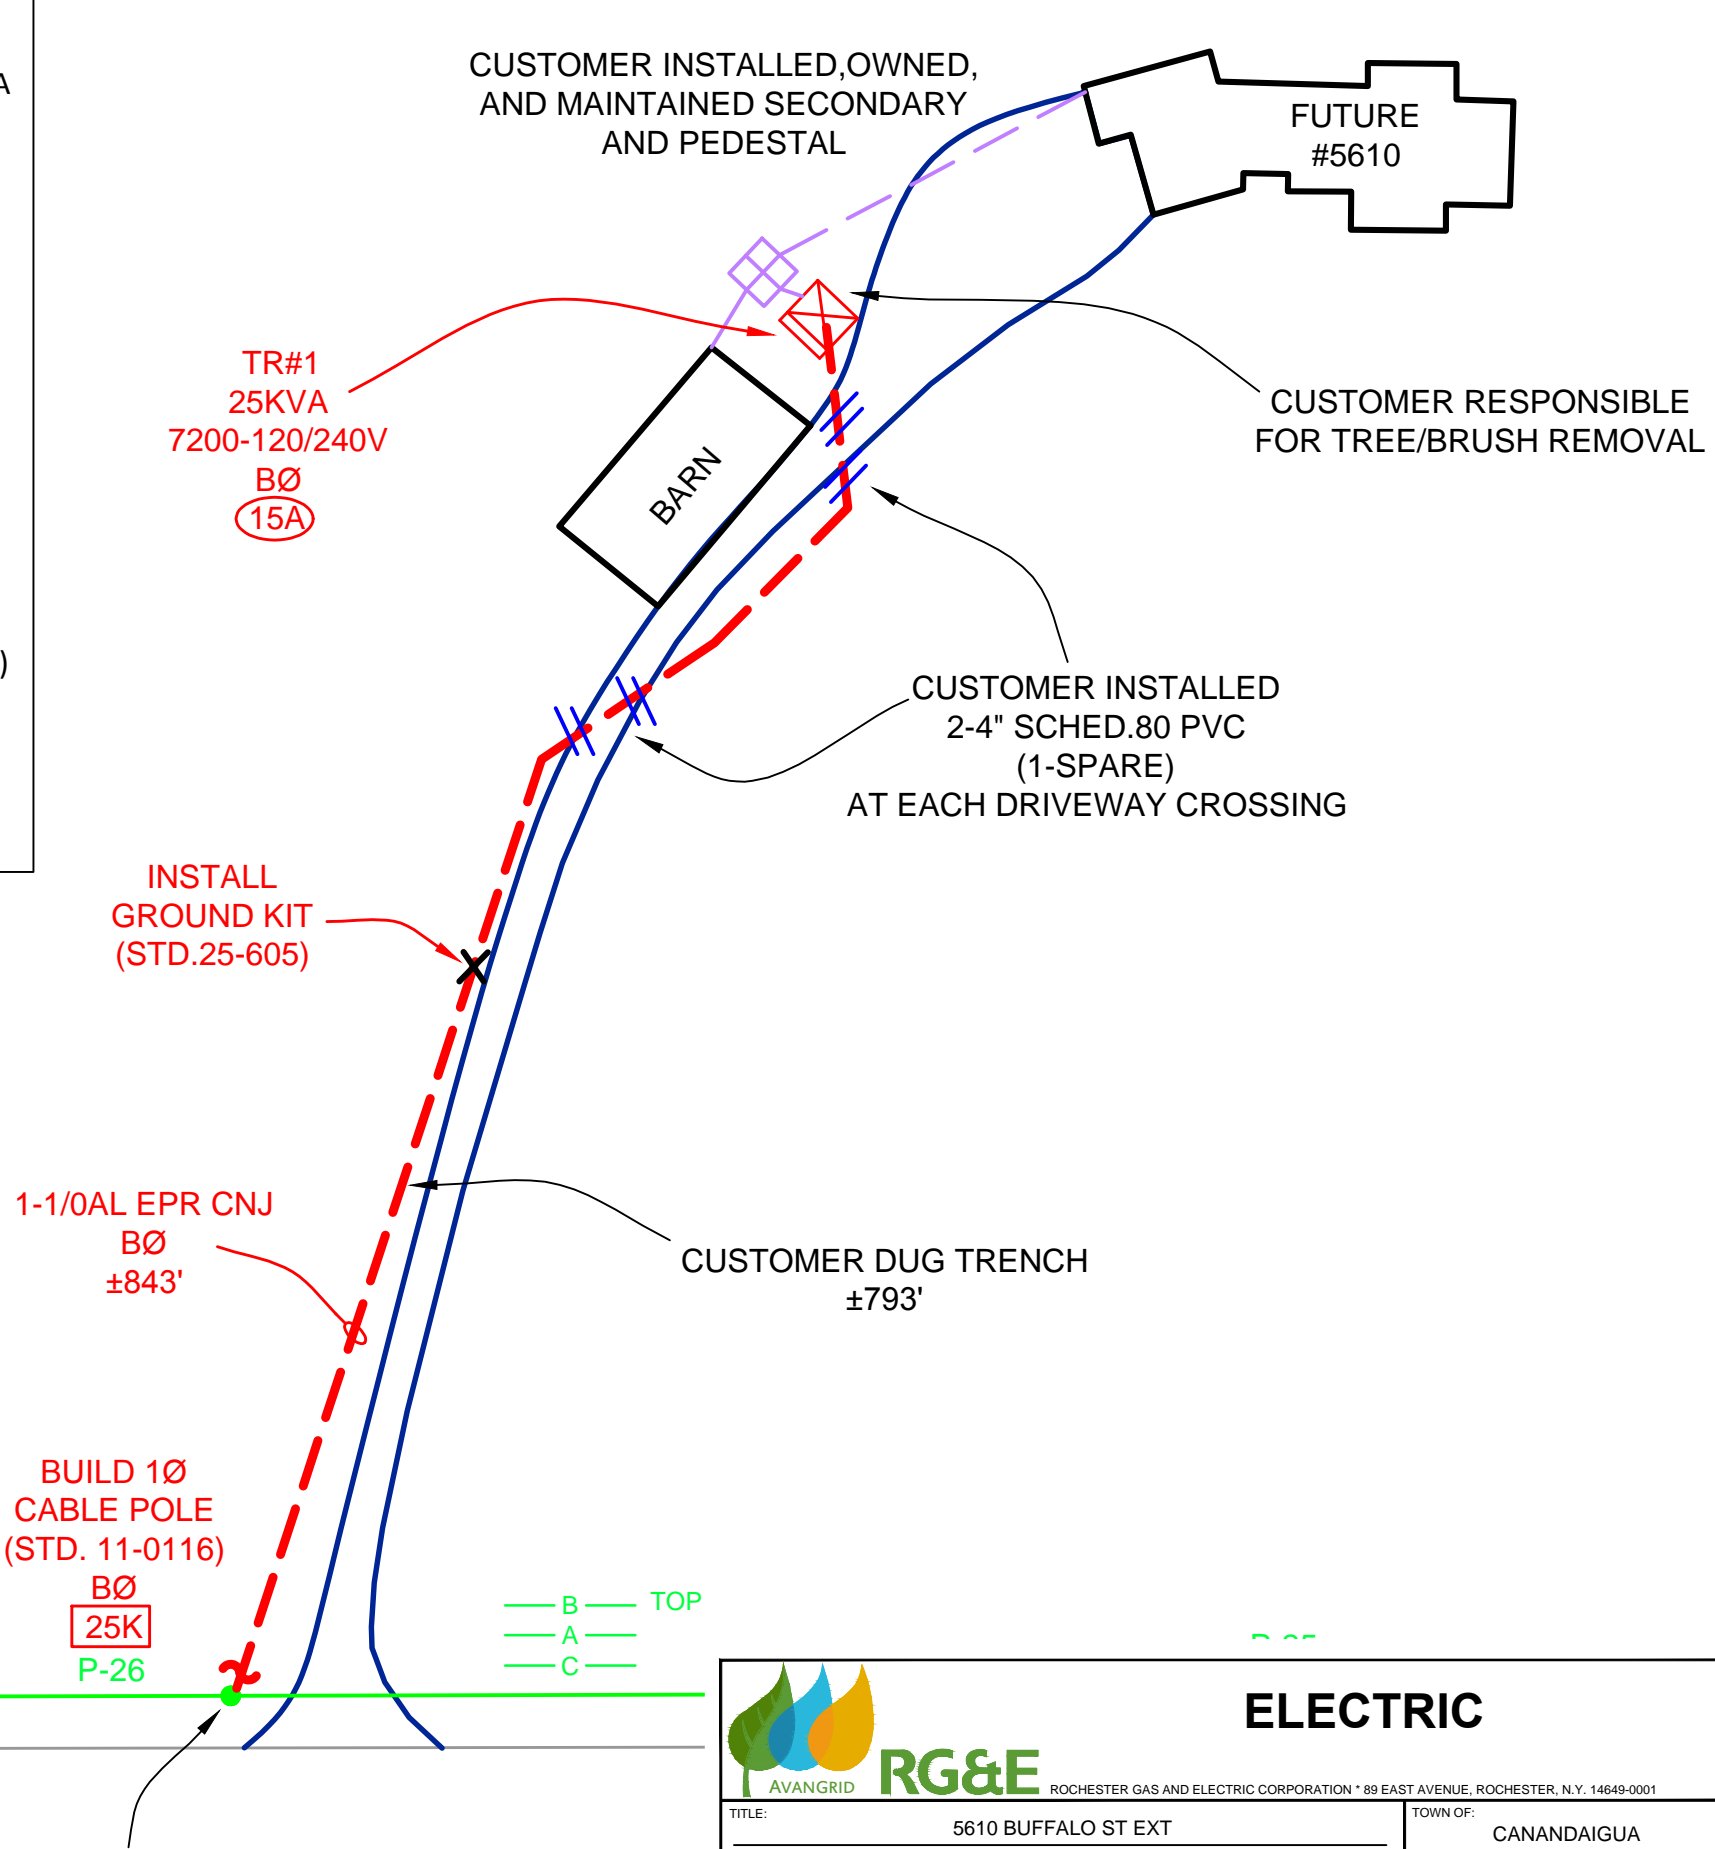 A
)
CUSTOMER INSTALLED,OWNED,
AND MAINTAINED SECONDARY
AND PEDESTAL
FUTURE
#5610
TR#1
25KVA
7200-120/240V
BØ
15A
CUSTOMER RESPONSIBLE
FOR TREE/BRUSH REMOVAL
BARN
CUSTOMER INSTALLED
2-4" SCHED.80 PVC
(1-SPARE)
AT EACH DRIVEWAY CROSSING
INSTALL
GROUND KIT
(STD.25-605)
1-1/0AL EPR CNJ
BØ
±843'
CUSTOMER DUG TRENCH
±793'
BUILD 1Ø
CABLE POLE
(STD. 11-0116)
BØ
25K
P-26
B TOP
A
C
ELECTRIC
AVANGRID
RG&E
ROCHESTER GAS AND ELECTRIC CORPORATION * 89 EAST AVENUE, ROCHESTER, N.Y. 14649-0001
TITLE:
5610 BUFFALO ST EXT
TOWN OF:
CANANDAIGUA